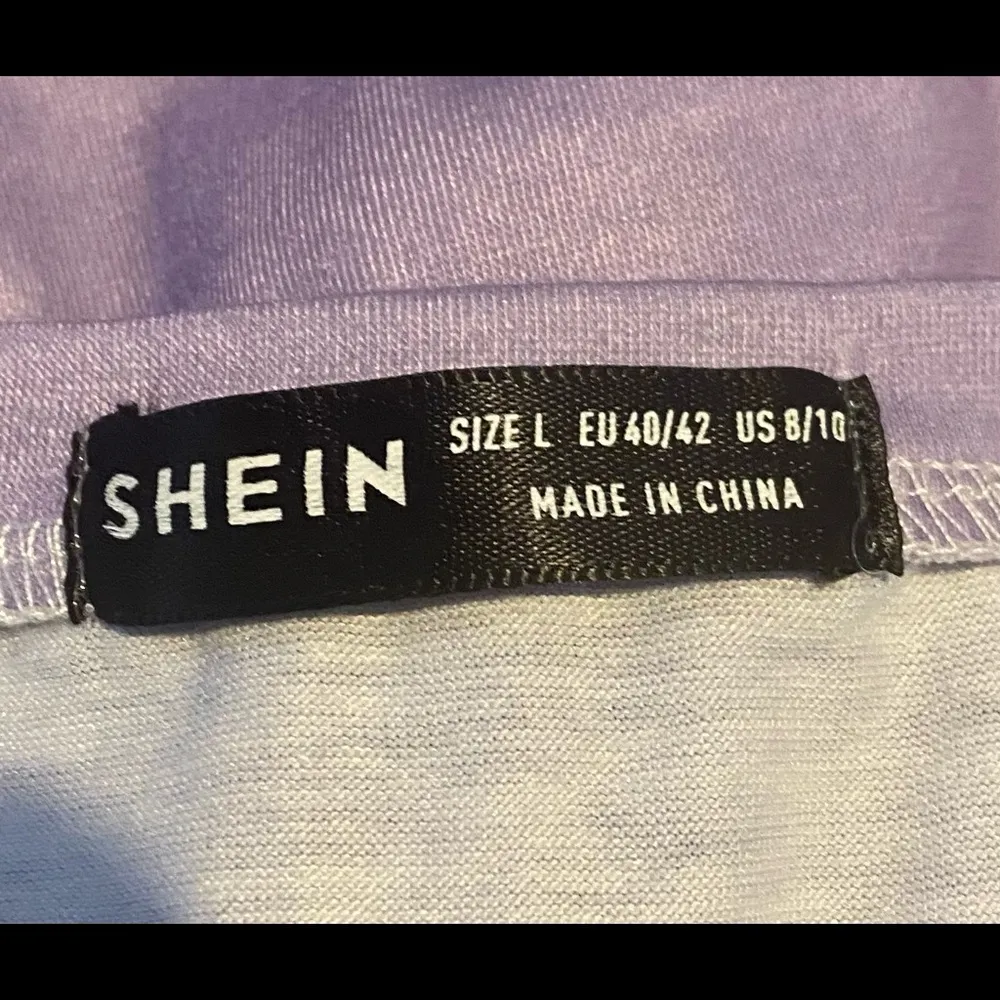 SHEIN
SIZE L EU 40/42 US 8/10
MADE IN CHINA